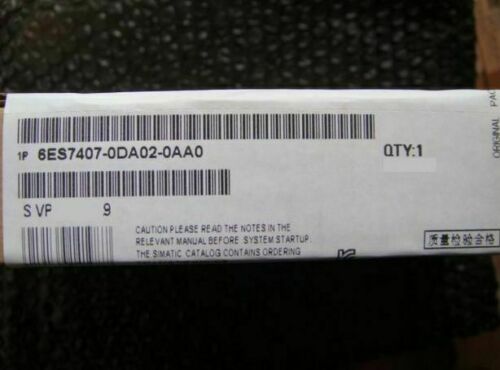 1P 6ES7407-0DA02-0AA0
QTY:1
S VP 9
CAUTION PLEASE READ THE NOTES IN THE
RELEVANT MANUAL BEFORE SYSTEM STARTUP.
THE SIMATIC CATALOG CONTAINS ORDERING
质量检验合格
ORIGINAL PAC